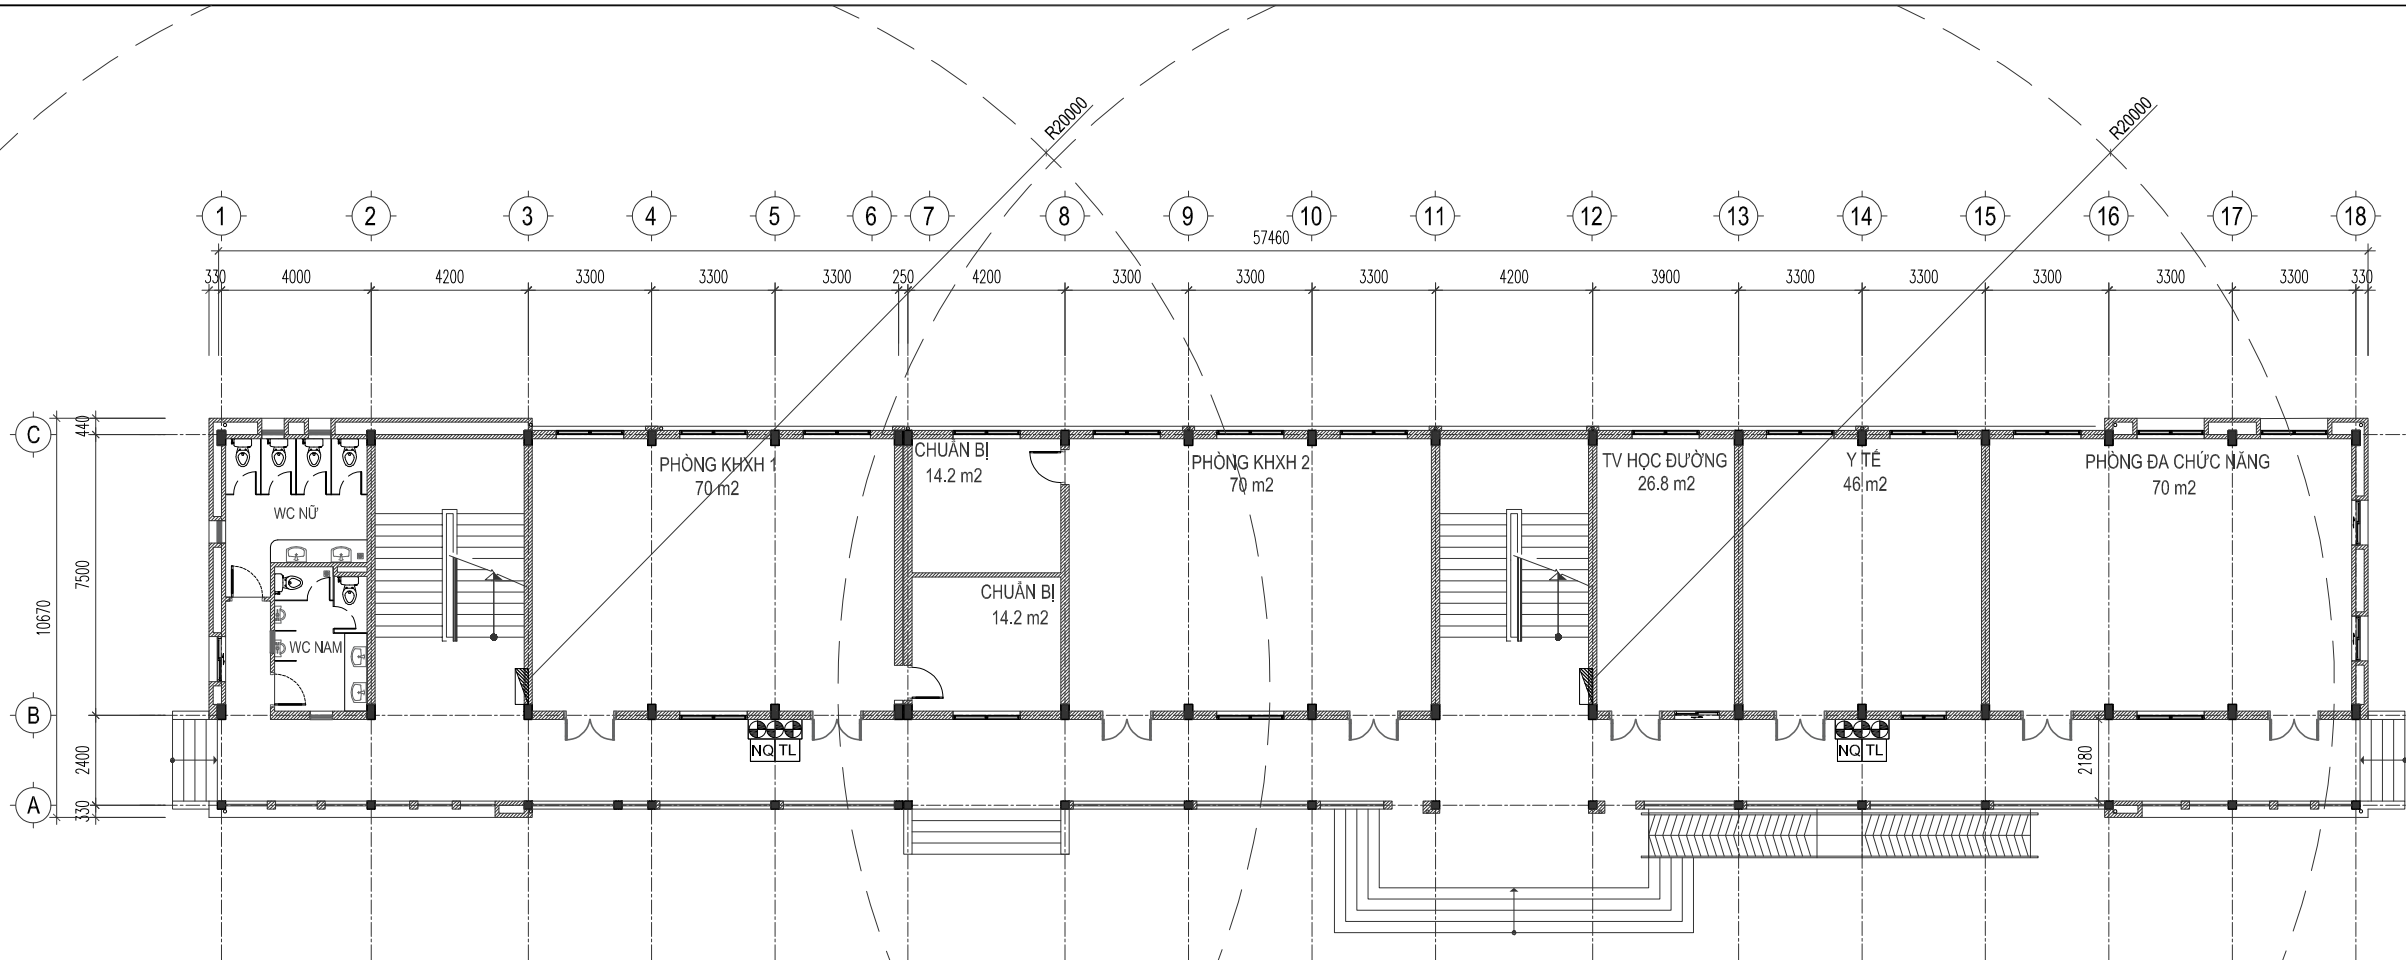 R20000
R20000
1 2 3 4 5 6 7 8 9 10 11 12 13 14 15 16 17 18
57460
330 4000 4200 3300 3300 3300 250 4200 3300 3300 3300 4200 3900 3300 3300 3300 3300 3300 330
C
440
PHÒNG KHXH 1
70 m2
CHUẨN BỊ
14.2 m2
PHÒNG KHXH 2
70 m2
TV HỌC ĐƯỜNG
26.8 m2
Y TẾ
46 m2
PHÒNG ĐA CHỨC NĂNG
70 m2
WC NỮ
7500
10670
CHUẨN BỊ
14.2 m2
WC NAM
B
NQ TL
NQ TL
2400
2180
A
330